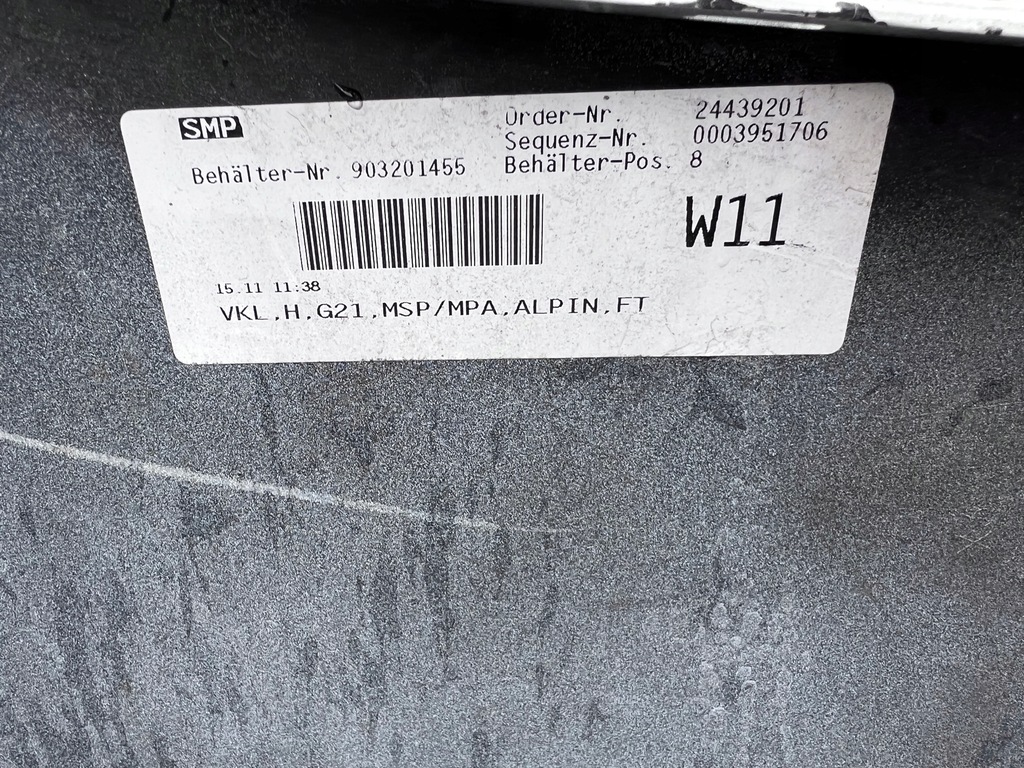 SMP
Order-Nr. 24439201
Sequenz-Nr. 0003951706
Behälter-Nr. 903201455
Behälter-Pos. 8
W11
15.11 11:38
VKL,H,G21,MSP/MPA,ALPIN,FT